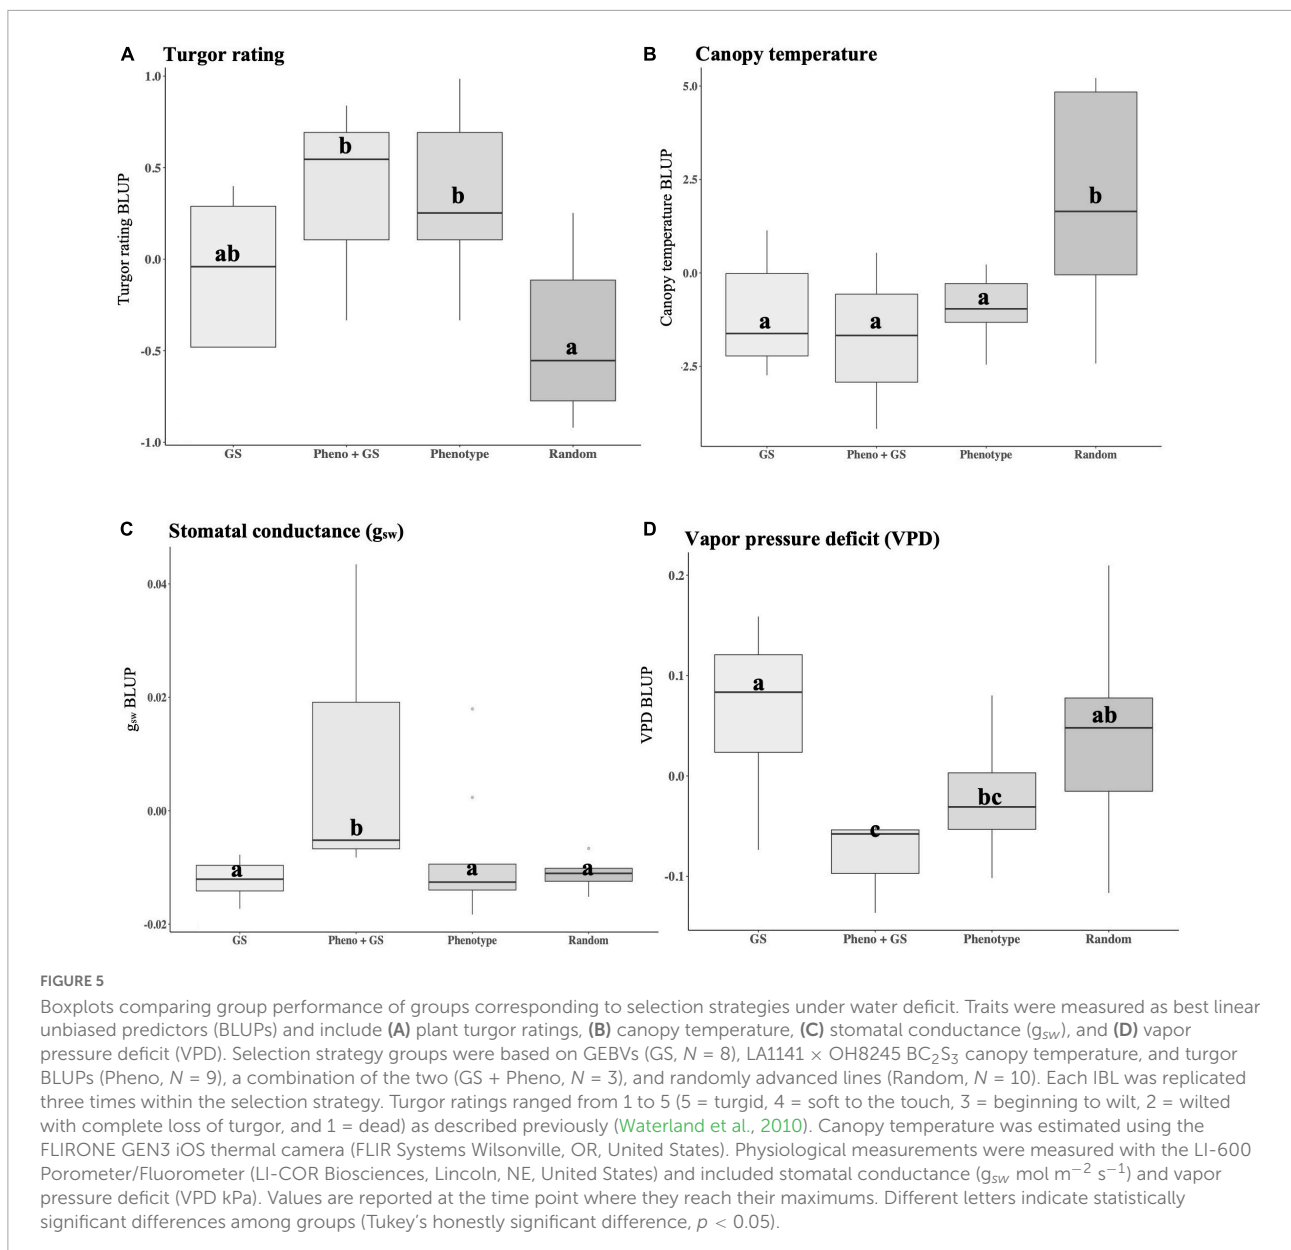 A Turgor rating
Turgor rating BLUP
1.0
0.5
0.0
-0.5
-1.0
ab
b
b
a
GS Pheno + GS Phenotype Random
B Canopy temperature
Canopy temperature BLUP
5.0
2.5
0.0
-2.5
a
a
a
b
GS Pheno + GS Phenotype Random
C Stomatal conductance (gsw)
gsw BLUP
0.04
0.02
0.00
-0.02
a
b
a
a
GS Pheno + GS Phenotype Random
D Vapor pressure deficit (VPD)
VPD BLUP
0.2
0.1
0.0
-0.1
a
c
bc
ab
GS Pheno + GS Phenotype Random
FIGURE 5
Boxplots comparing group performance of groups corresponding to selection strategies under water deficit. Traits were measured as best linear
unbiased predictors (BLUPs) and include (A) plant turgor ratings, (B) canopy temperature, (C) stomatal conductance (gsw), and (D) vapor
pressure deficit (VPD). Selection strategy groups were based on GEBVs (GS, N = 8), LA1141 × OH8245 BC2S3 canopy temperature, and turgor
BLUPs (Pheno, N = 9), a combination of the two (GS + Pheno, N = 3), and randomly advanced lines (Random, N = 10). Each IBL was replicated
three times within the selection strategy. Turgor ratings ranged from 1 to 5 (5 = turgid, 4 = soft to the touch, 3 = beginning to wilt, 2 = wilted
with complete loss of turgor, and 1 = dead) as described previously (Waterland et al., 2010). Canopy temperature was estimated using the
FLIRONE GEN3 iOS thermal camera (FLIR Systems Wilsonville, OR, United States). Physiological measurements were measured with the LI-600
Porometer/Fluorometer (LI-COR Biosciences, Lincoln, NE, United States) and included stomatal conductance (gsw mol m−2 s−1) and vapor
pressure deficit (VPD kPa). Values are reported at the time point where they reach their maximums. Different letters indicate statistically
significant differences among groups (Tukey's honestly significant difference, p < 0.05).